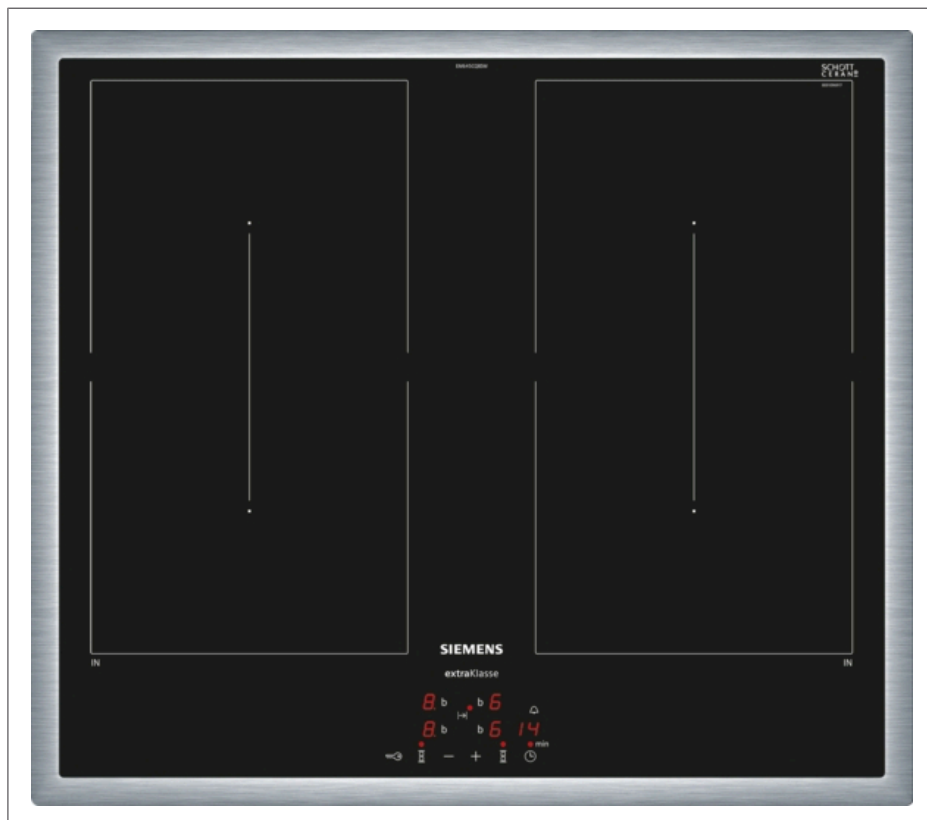 SCHOTT
CERAN®
IN
IN
SIEMENS
extraKlasse
8. b b 6
8. b b 6 14
min